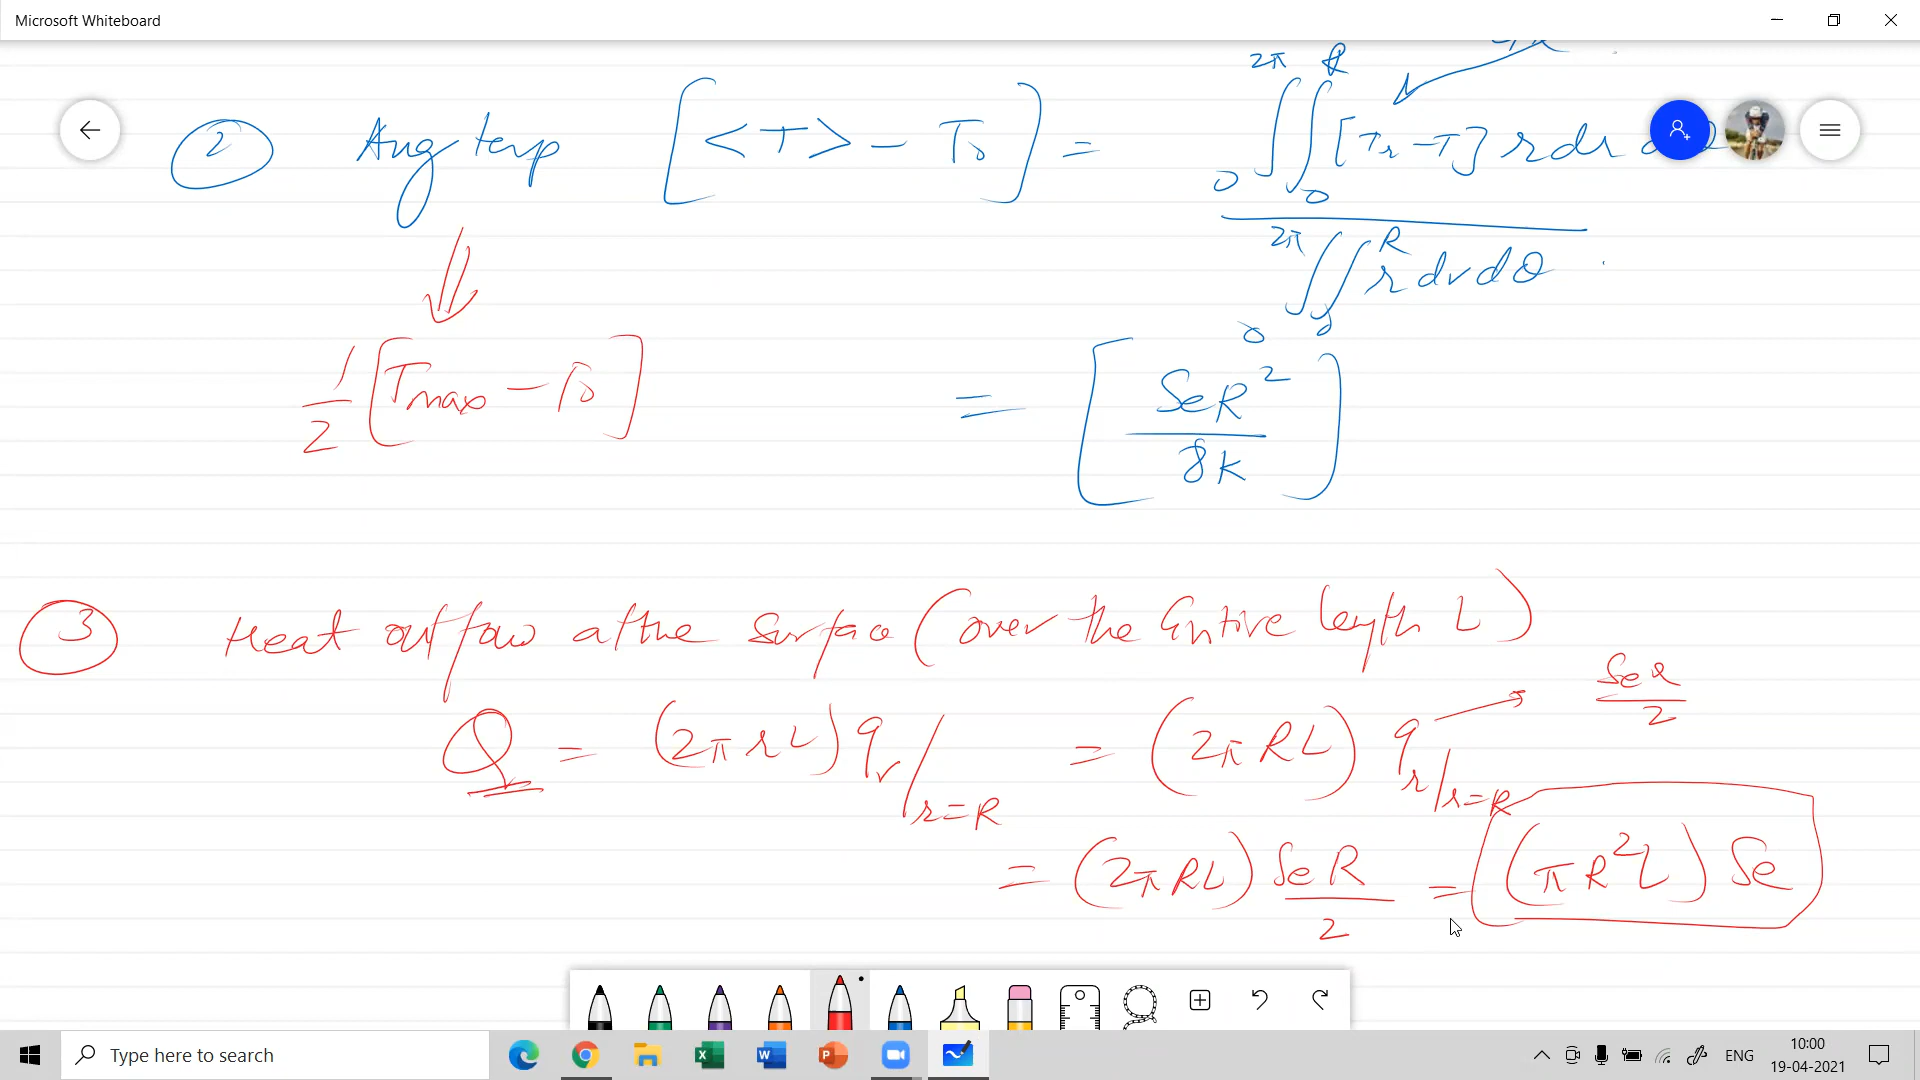 Microsoft Whiteboard
2π R
② Avg temp [<T> - T₀] = ∫∫ [Tr - T] r dr d
0 0
2π R
∫∫ r dr dθ
0 0
1/2 [Tmax - T₀]
= [SeR²/8k]
③ Heat outflow at the surface (over the entire length L)
Q = (2πrL) qr/r=R = (2πRL) qr/r=R → SeR/2
= (2πRL) SeR/2 = (πR²L) Se
Type here to search
ENG
10:00
19-04-2021